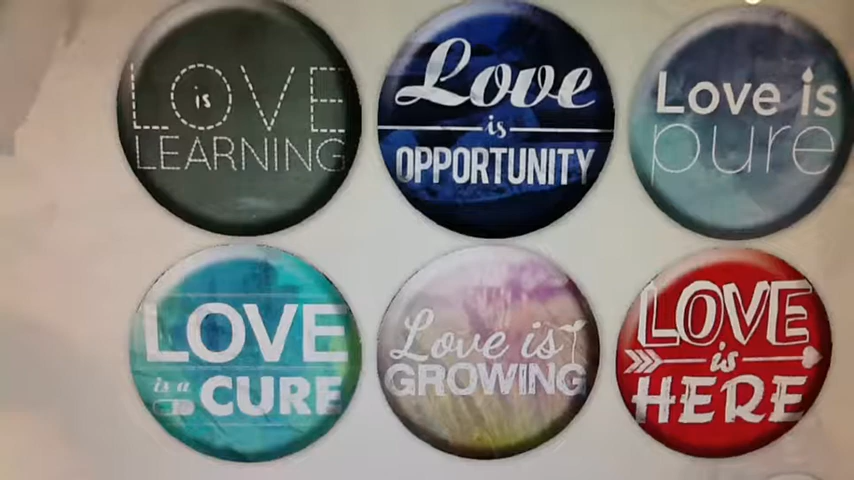 LOVE
is
LEARNING
Love
is
OPPORTUNITY
Love is
pure
LOVE
is a
CURE
Love is
GROWING
LOVE
is
HERE